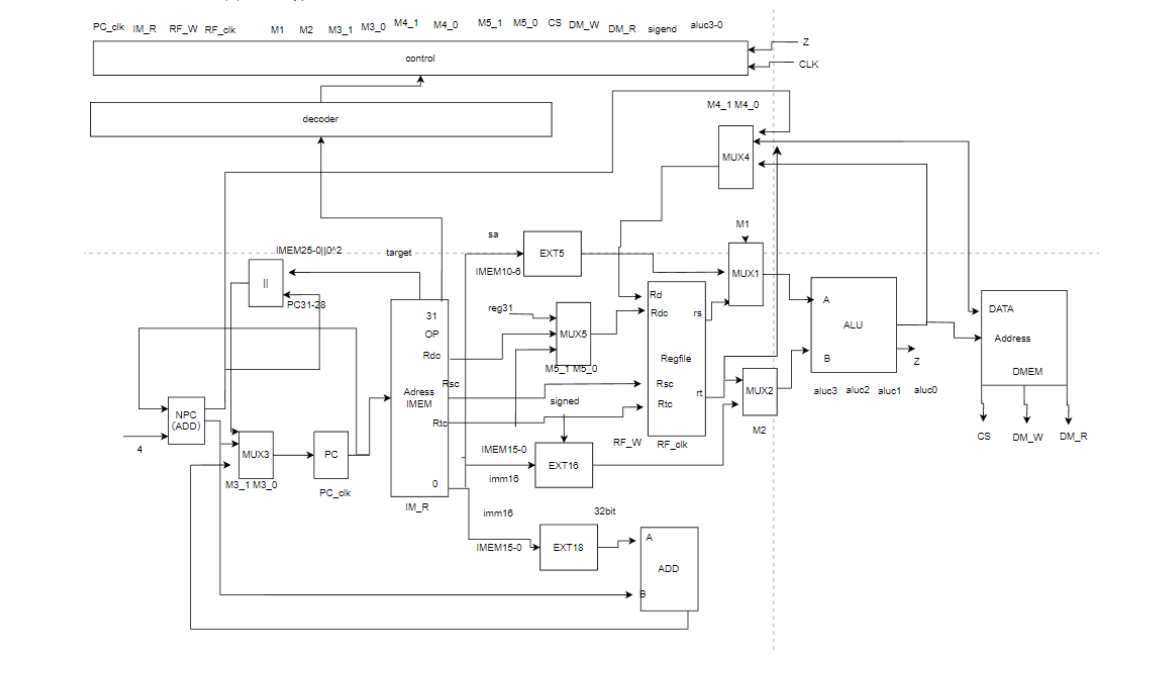 PC_clk IM_R RF_W RF_clk M1 M2 M3_1 M3_0 M4_1 M4_0 M5_1 M5_0 CS DM_W DM_R sigend aluc3-0
control
Z
CLK
decoder
M4_1 M4_0
MUX4
M1
sa
EXT5
IMEM10-6
MUX1
IMEM25-0||0^2
target
||
PC31-28
31
OP
Rdc
Rsc
Adress
IMEM
Rtc
0
IM_R
reg31
MUX5
M5_1 M5_0
signed
Rd
Rdc
rs
Regfile
Rsc
rt
Rtc
RF_W
RF_clk
A
ALU
B
Z
aluc3 aluc2 aluc1 aluc0
DATA
Address
DMEM
CS
DM_W
DM_R
MUX2
M2
NPC
(ADD)
4
MUX3
M3_1 M3_0
PC
PC_clk
IMEM15-0
EXT16
imm16
imm16
32bit
IMEM15-0
EXT18
A
ADD
B